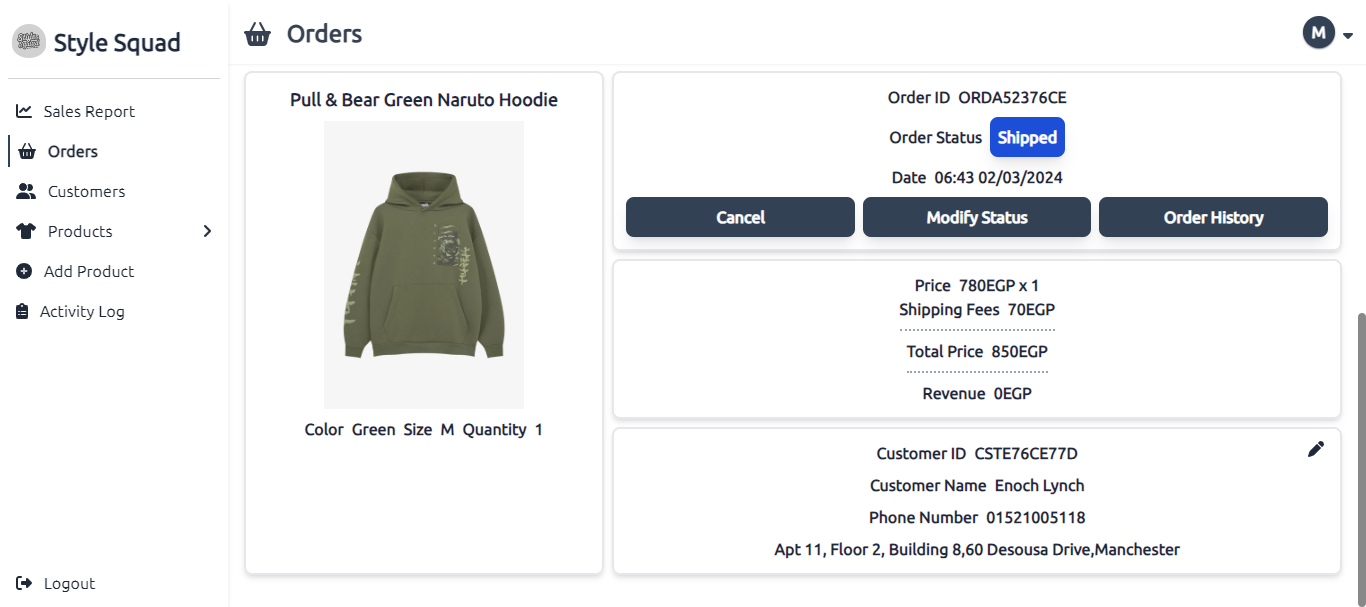 Style Squad
Orders
M
Sales Report
Orders
Customers
Products
Add Product
Activity Log
Logout
Pull & Bear Green Naruto Hoodie
Color Green Size M Quantity 1
Order ID ORDA52376CE
Order Status Shipped
Date 06:43 02/03/2024
Cancel Modify Status Order History
Price 780EGP x 1
Shipping Fees 70EGP
Total Price 850EGP
Revenue 0EGP
Customer ID CSTE76CE77D
Customer Name Enoch Lynch
Phone Number 01521005118
Apt 11, Floor 2, Building 8,60 Desousa Drive,Manchester